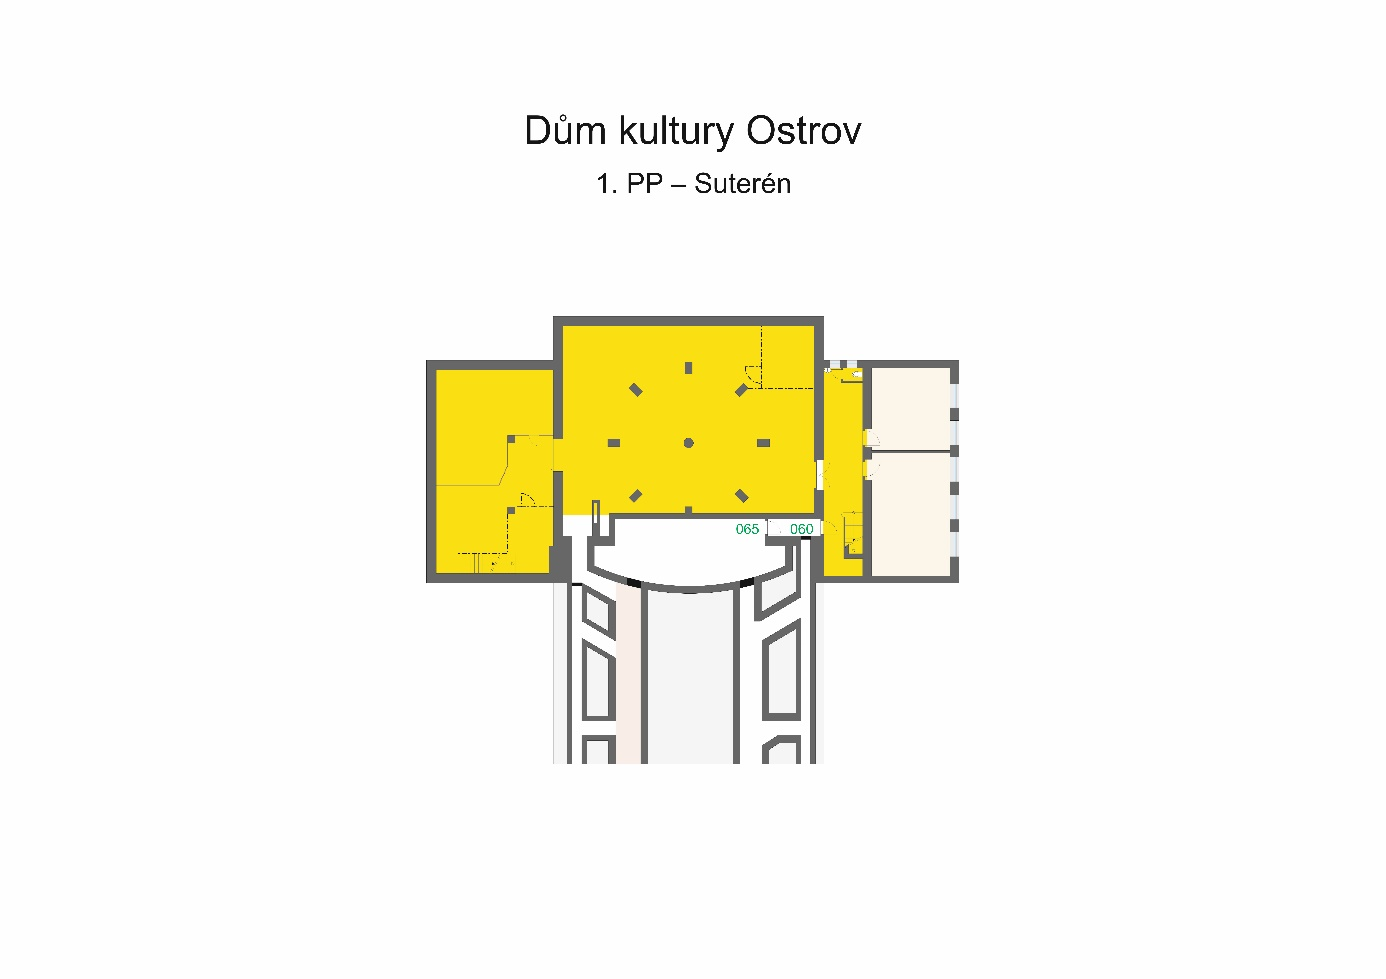 Dům kultury Ostrov
1. PP – Suterén
065 060